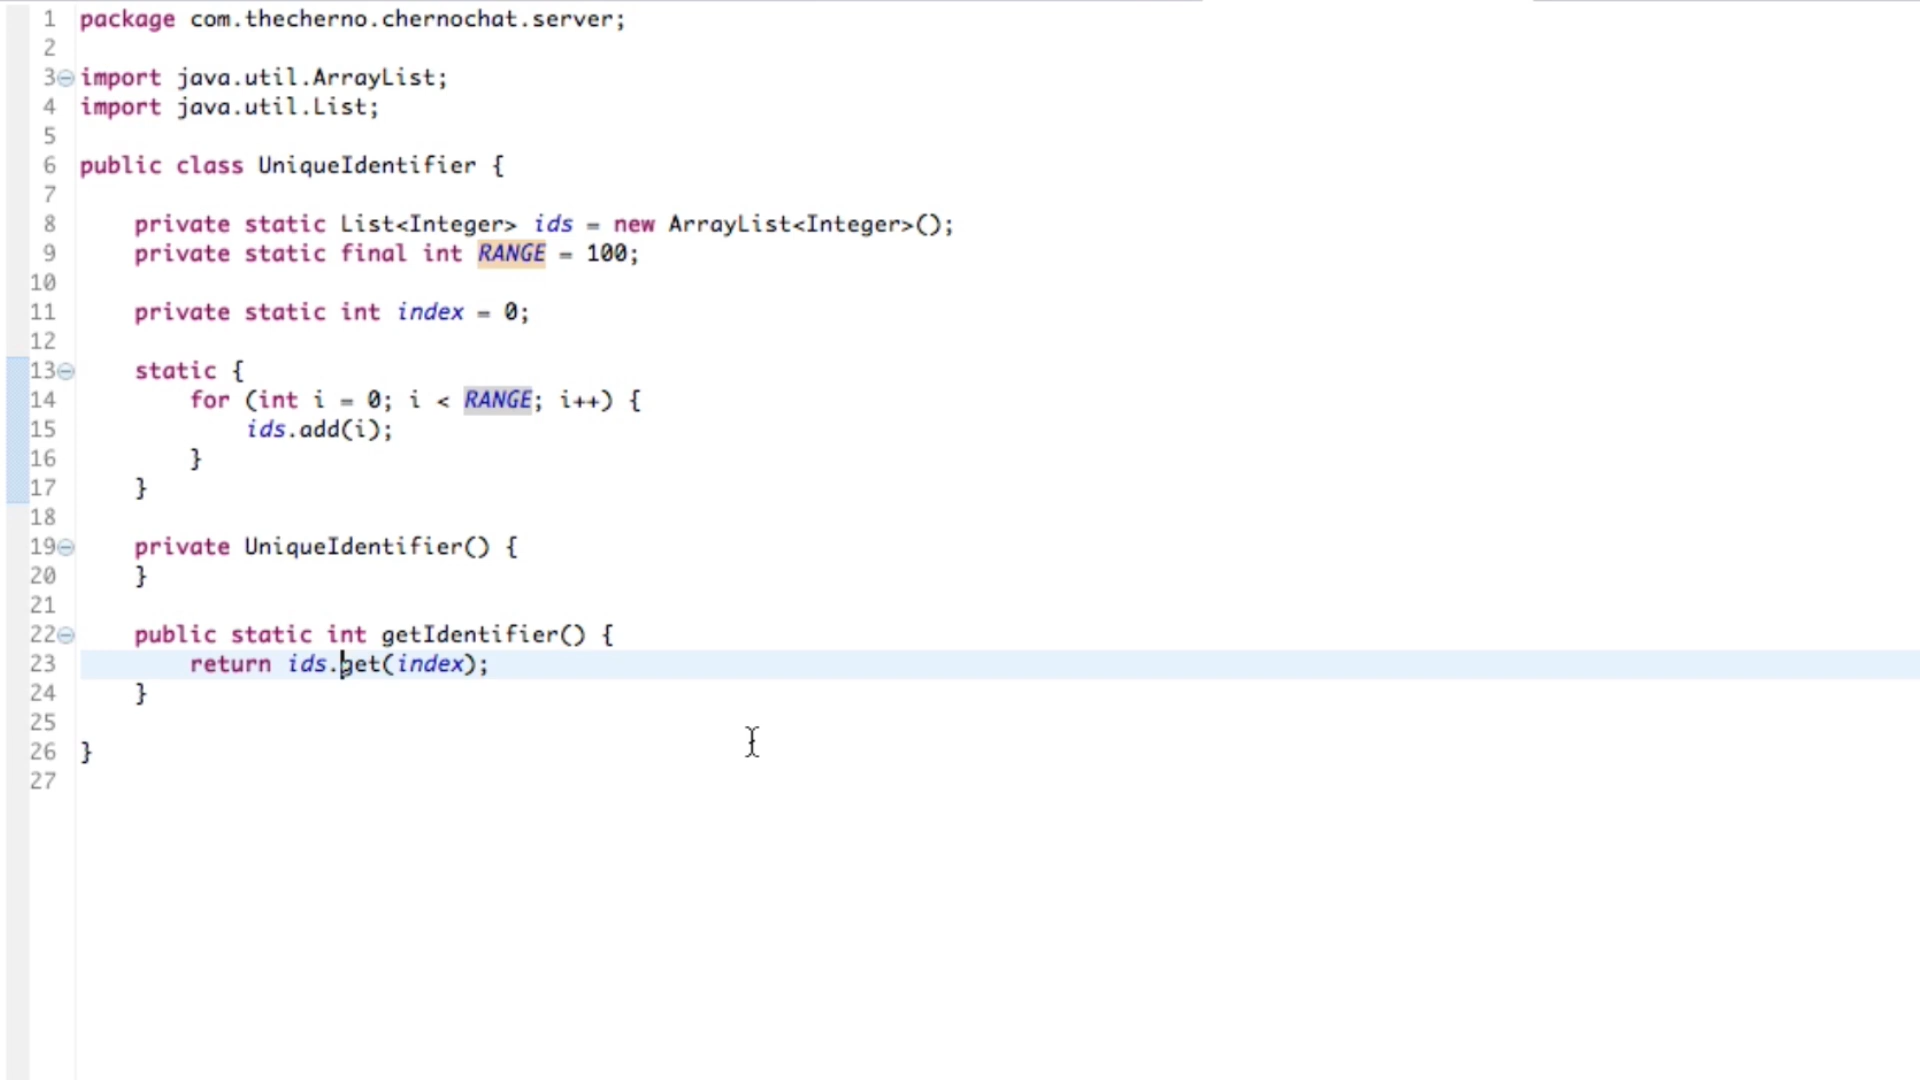 1 package com.thecherno.chernochat.server;
2
3 import java.util.ArrayList;
4 import java.util.List;
5
6 public class UniqueIdentifier {
7
8     private static List<Integer> ids = new ArrayList<Integer>();
9     private static final int RANGE = 100;
10
11     private static int index = 0;
12
13     static {
14         for (int i = 0; i < RANGE; i++) {
15             ids.add(i);
16         }
17     }
18
19     private UniqueIdentifier() {
20     }
21
22     public static int getIdentifier() {
23         return ids.get(index);
24     }
25
26 }
27